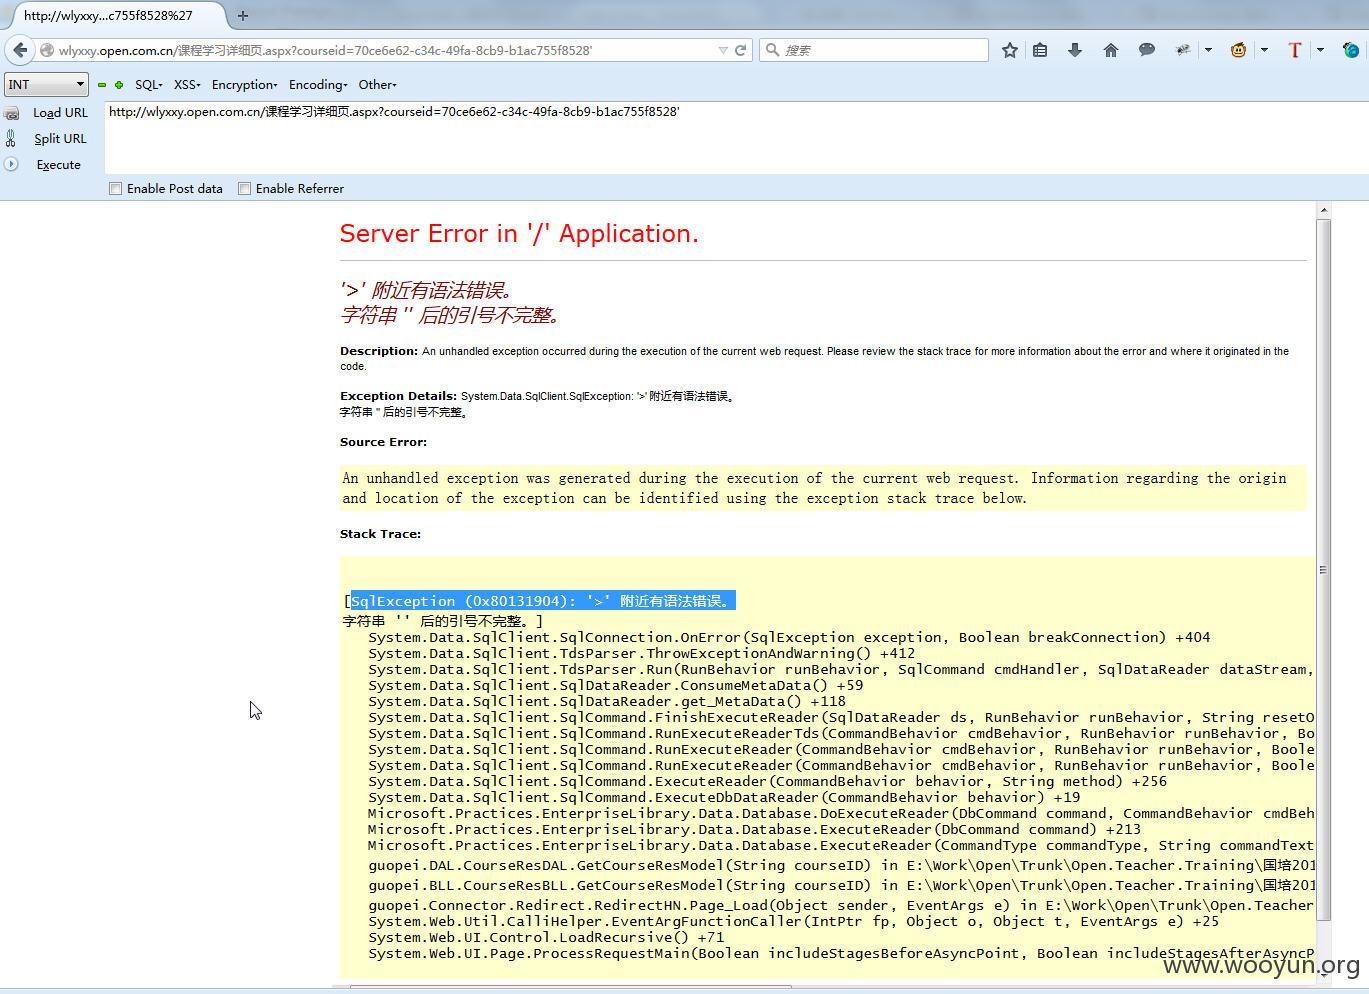 http://wlyxxy...c755f8528%27
wlyxxy.open.com.cn/课程学习详细页.aspx?courseid=70ce6e62-c34c-49fa-8cb9-b1ac755f8528'
搜索
INT
SQL- XSS- Encryption- Encoding- Other-
Load URL
http://wlyxxy.open.com.cn/课程学习详细页.aspx?courseid=70ce6e62-c34c-49fa-8cb9-b1ac755f8528'
Split URL
Execute
Enable Post data Enable Referrer
Server Error in '/' Application.
'>' 附近有语法错误。
字符串 '' 后的引号不完整。
Description: An unhandled exception occurred during the execution of the current web request. Please review the stack trace for more information about the error and where it originated in the
code.
Exception Details: System.Data.SqlClient.SqlException: '>' 附近有语法错误。
字符串 '' 后的引号不完整。
Source Error:
An unhandled exception was generated during the execution of the current web request. Information regarding the origin
and location of the exception can be identified using the exception stack trace below.
Stack Trace:
[SqlException (0x80131904): '>' 附近有语法错误。
字符串 '' 后的引号不完整。]
System.Data.SqlClient.SqlConnection.OnError(SqlException exception, Boolean breakConnection) +404
System.Data.SqlClient.TdsParser.ThrowExceptionAndWarning() +412
System.Data.SqlClient.TdsParser.Run(RunBehavior runBehavior, SqlCommand cmdHandler, SqlDataReader dataStream,
System.Data.SqlClient.SqlDataReader.ConsumeMetaData() +59
System.Data.SqlClient.SqlDataReader.get_MetaData() +118
System.Data.SqlClient.SqlCommand.FinishExecuteReader(SqlDataReader ds, RunBehavior runBehavior, String resetO
System.Data.SqlClient.SqlCommand.RunExecuteReaderTds(CommandBehavior cmdBehavior, RunBehavior runBehavior, Bo
System.Data.SqlClient.SqlCommand.RunExecuteReader(CommandBehavior cmdBehavior, RunBehavior runBehavior, Boole
System.Data.SqlClient.SqlCommand.RunExecuteReader(CommandBehavior cmdBehavior, RunBehavior runBehavior, Boole
System.Data.SqlClient.SqlCommand.ExecuteReader(CommandBehavior behavior, String method) +256
System.Data.SqlClient.SqlCommand.ExecuteDbDataReader(CommandBehavior behavior) +19
Microsoft.Practices.EnterpriseLibrary.Data.Database.DoExecuteReader(DbCommand command, CommandBehavior cmdBeh
Microsoft.Practices.EnterpriseLibrary.Data.Database.ExecuteReader(DbCommand command) +213
Microsoft.Practices.EnterpriseLibrary.Data.Database.ExecuteReader(CommandType commandType, String commandText
guopei.DAL.CourseResDAL.GetCourseResModel(String courseID) in E:\Work\Open\Trunk\Open.Teacher.Training\国培201
guopei.BLL.CourseResBLL.GetCourseResModel(String courseID) in E:\Work\Open\Trunk\Open.Teacher.Training\国培201
guopei.Connector.Redirect.RedirectHN.Page_Load(Object sender, EventArgs e) in E:\Work\Open\Trunk\Open.Teacher
System.Web.Util.CalliHelper.EventArgFunctionCaller(IntPtr fp, Object o, Object t, EventArgs e) +25
System.Web.UI.Control.LoadRecursive() +71
System.Web.UI.Page.ProcessRequestMain(Boolean includeStagesBeforeAsyncPoint, Boolean includeStagesAfterAsyncP
www.wooyun.org